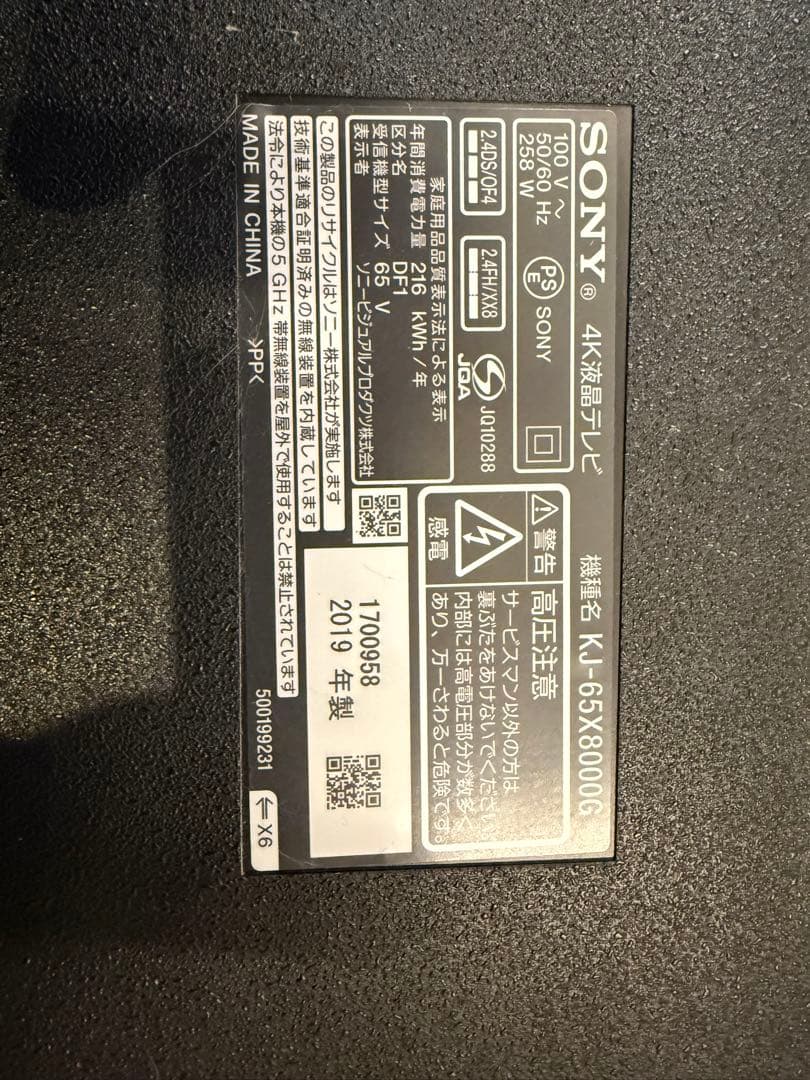 SONY® 4K液晶テレビ 機種名 KJ-65X8000G
100 V ～
50/60 Hz
258 W
PS
E
SONY
2.4DS/OF4
2.4FH/XX8
JQA
JQ10288
家庭用品品質表示法による表示
年間消費電力量 216 kWh／年
区分名 DF1
受信機型サイズ 65 V
表示者 ソニービジュアルプロダクツ株式会社
この製品のリサイクルはソニー株式会社が実施します
技術基準適合証明済みの無線装置を内蔵しています
法令により本機の5 GHz 帯無線装置を屋外で使用することは禁止されています
MADE IN CHINA
>PP<
警告
感電
高圧注意
サービスマン以外の方は
裏ぶたをあけないでください。
内部には高電圧部分が数多く
あり、万一さわると危険です。
1700958
2019 年製
500199231
⇐ X6